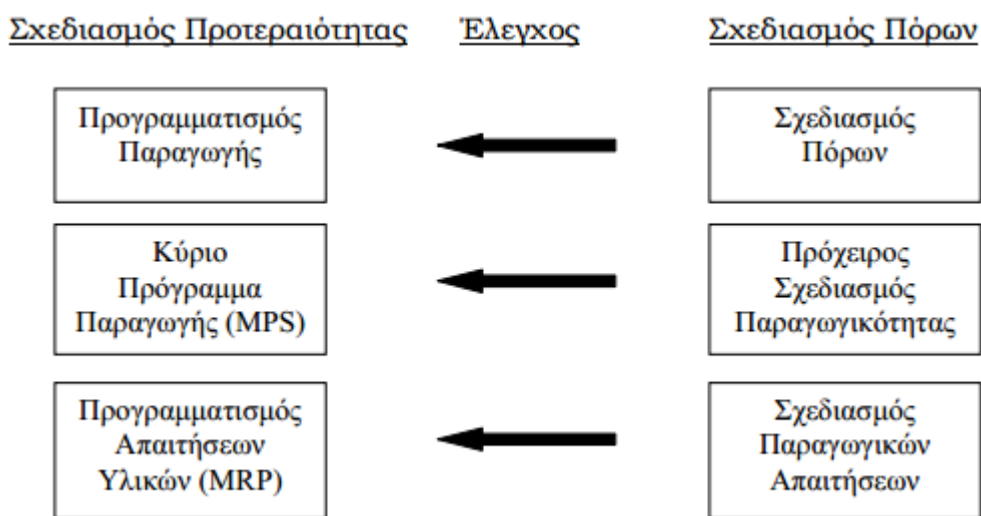 Σχεδιασμός Προτεραιότητας Έλεγχος Σχεδιασμός Πόρων
Προγραμματισμός
Παραγωγής
Σχεδιασμός
Πόρων
Κύριο
Πρόγραμμα
Παραγωγής (MPS)
Πρόχειρος
Σχεδιασμός
Παραγωγικότητας
Προγραμματισμός
Απαιτήσεων
Υλικών (MRP)
Σχεδιασμός
Παραγωγικών
Απαιτήσεων